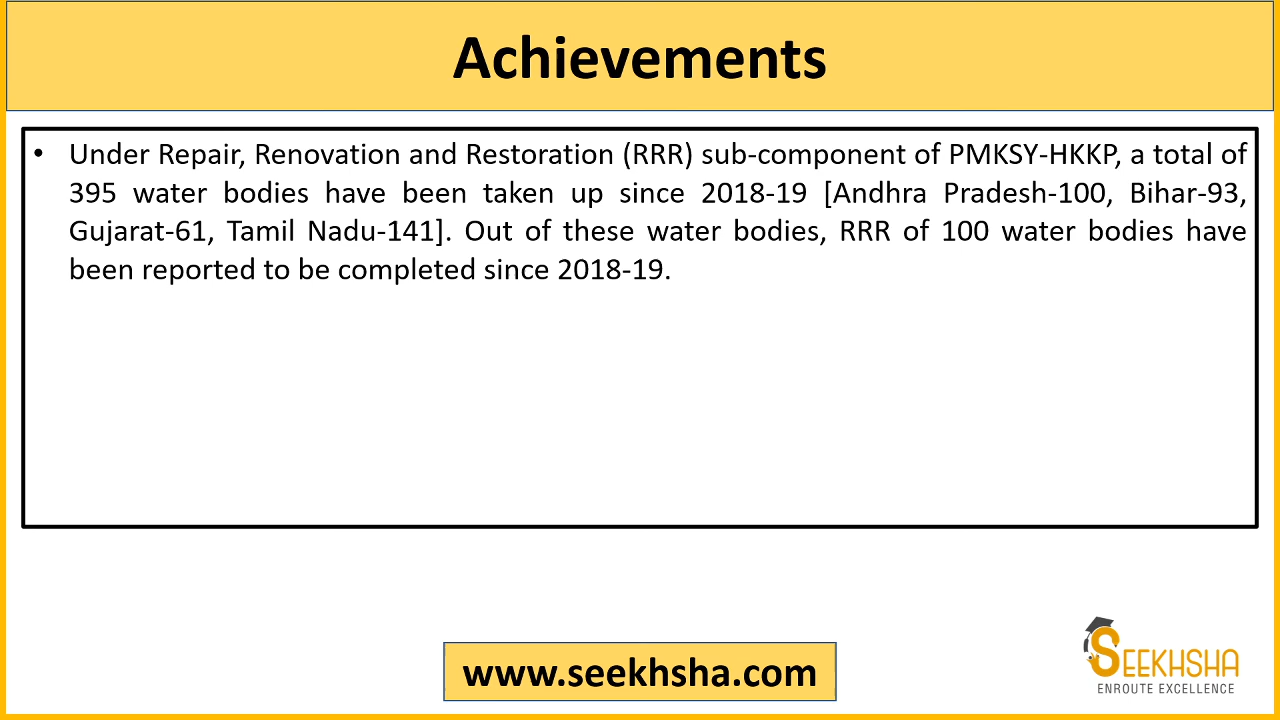 Achievements
• Under Repair, Renovation and Restoration (RRR) sub-component of PMKSY-HKKP, a total of
395 water bodies have been taken up since 2018-19 [Andhra Pradesh-100, Bihar-93,
Gujarat-61, Tamil Nadu-141]. Out of these water bodies, RRR of 100 water bodies have
been reported to be completed since 2018-19.
www.seekhsha.com
SEEKHSHA
ENROUTE EXCELLENCE